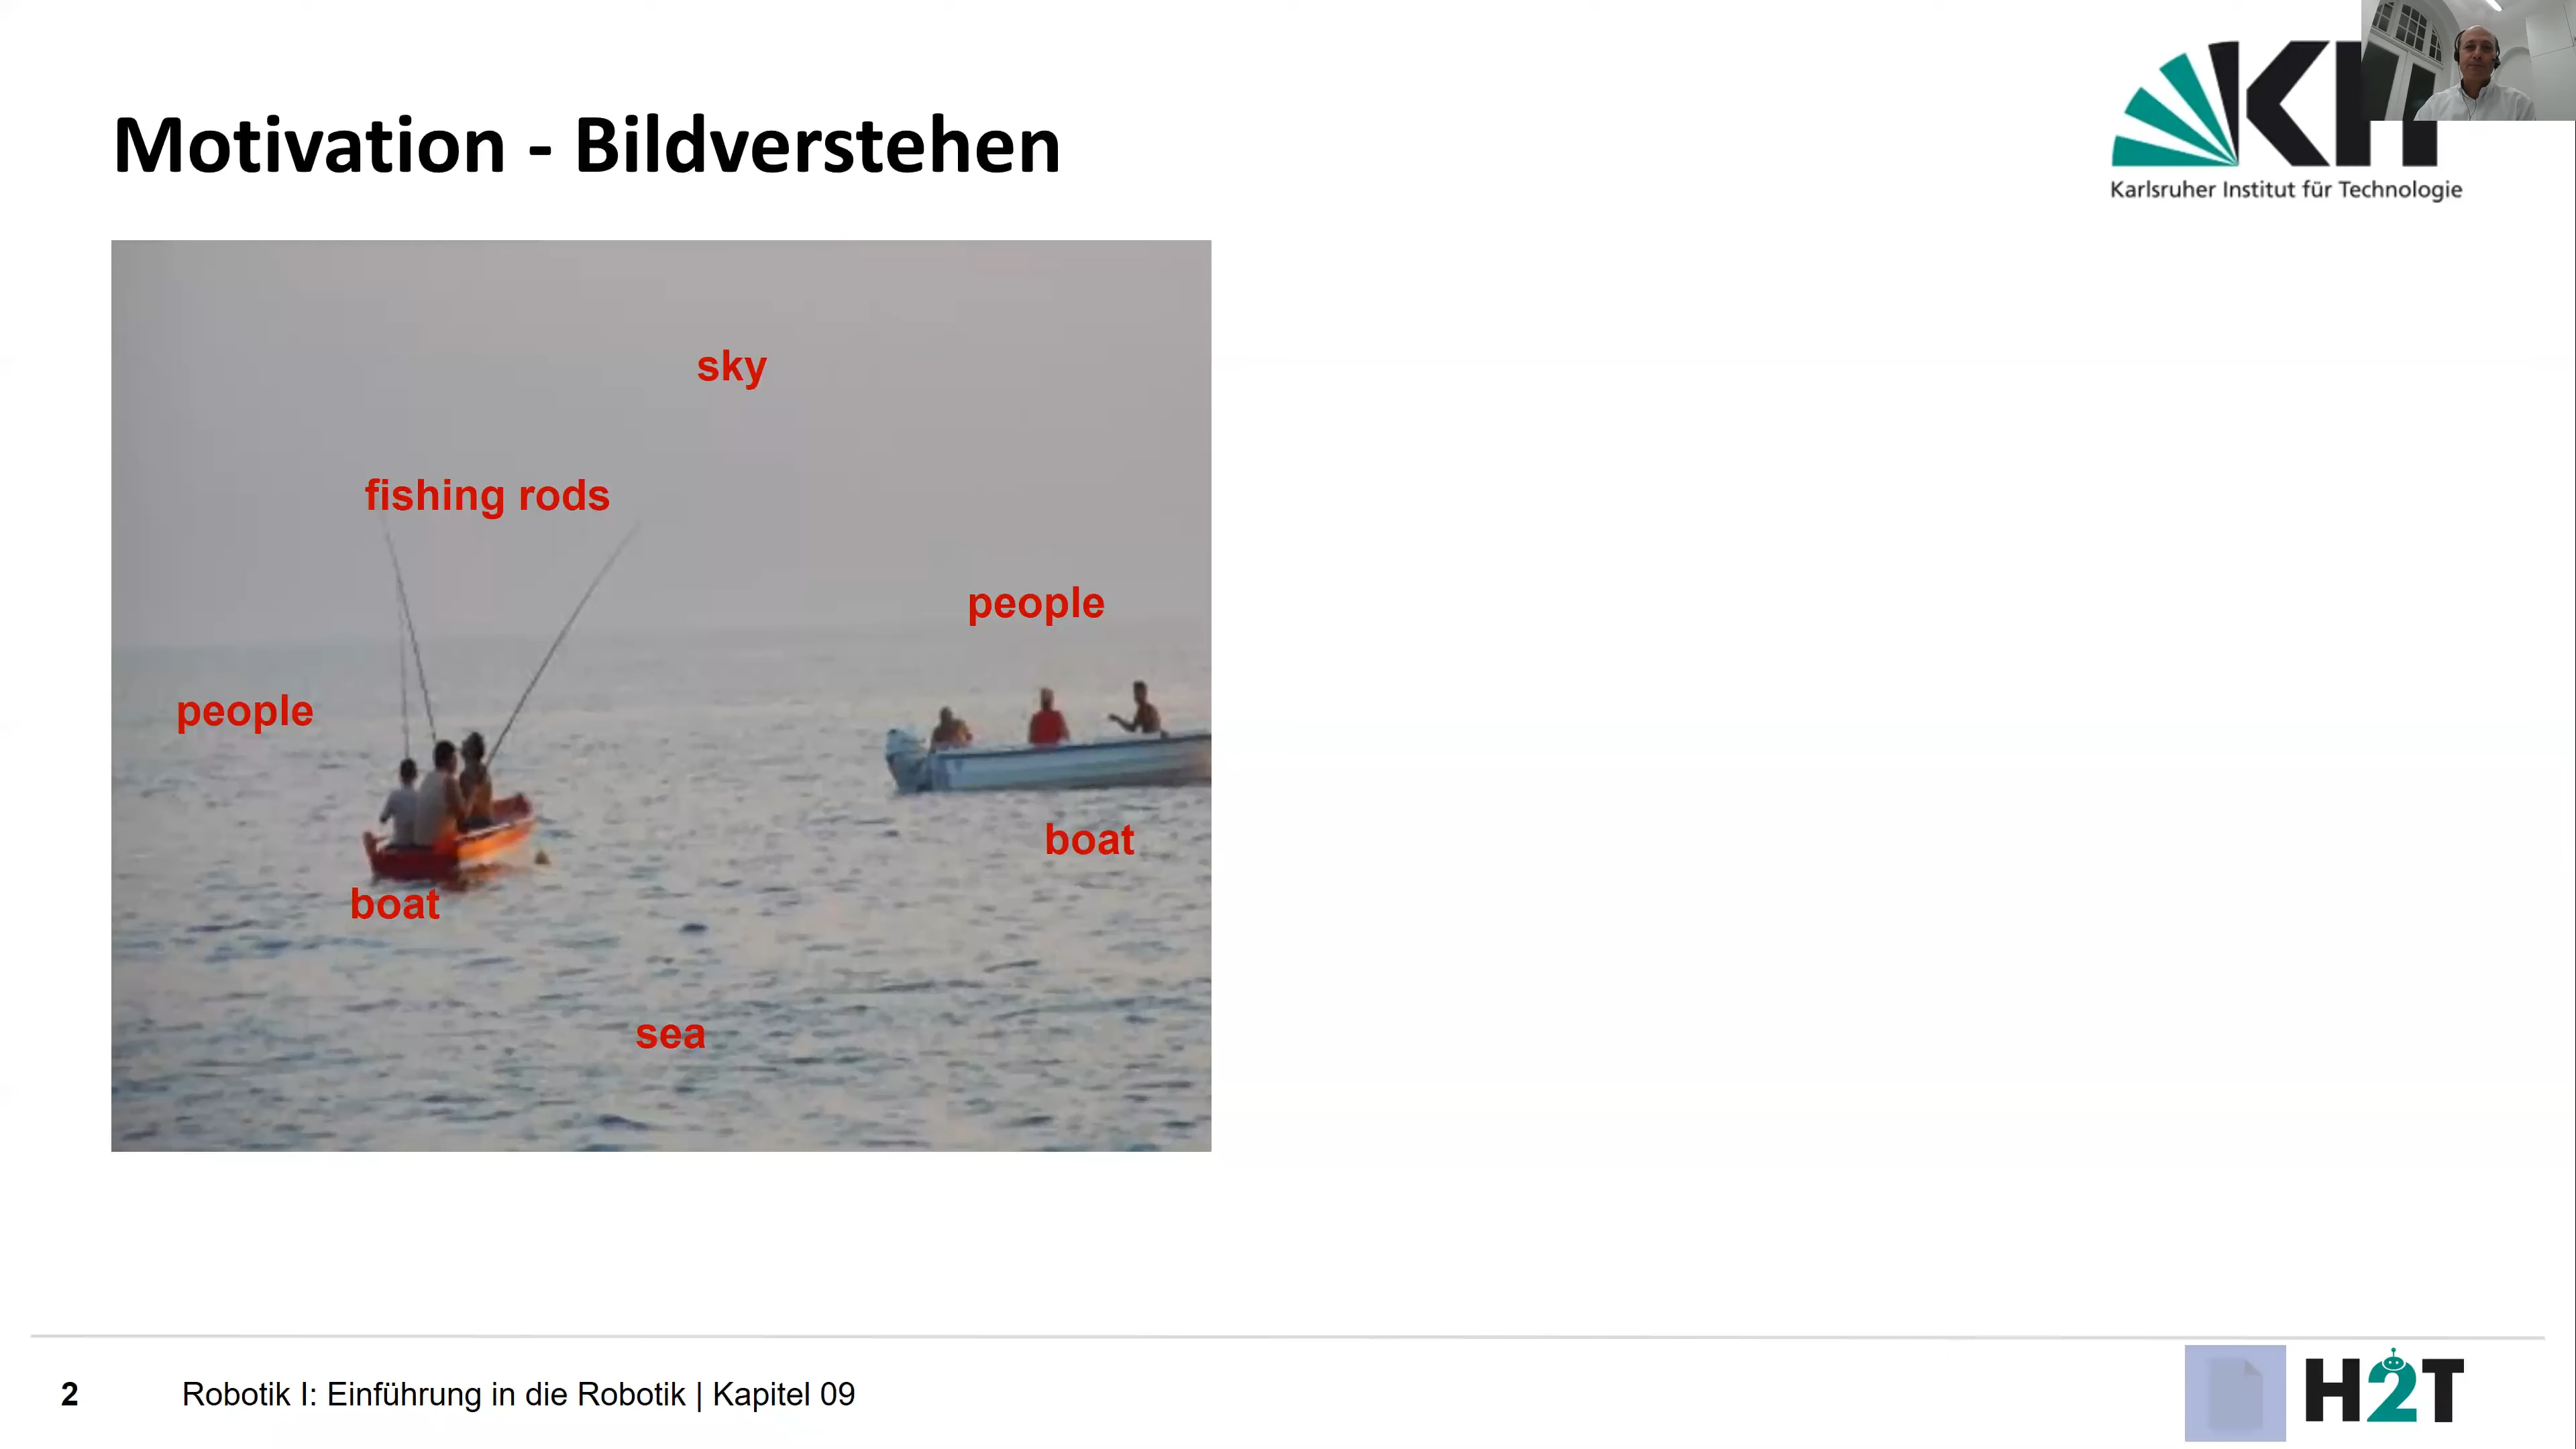 Motivation - Bildverstehen
KIT
Karlsruher Institut für Technologie
sky
fishing rods
people
people
boat
boat
sea
2
Robotik I: Einführung in die Robotik | Kapitel 09
H2T